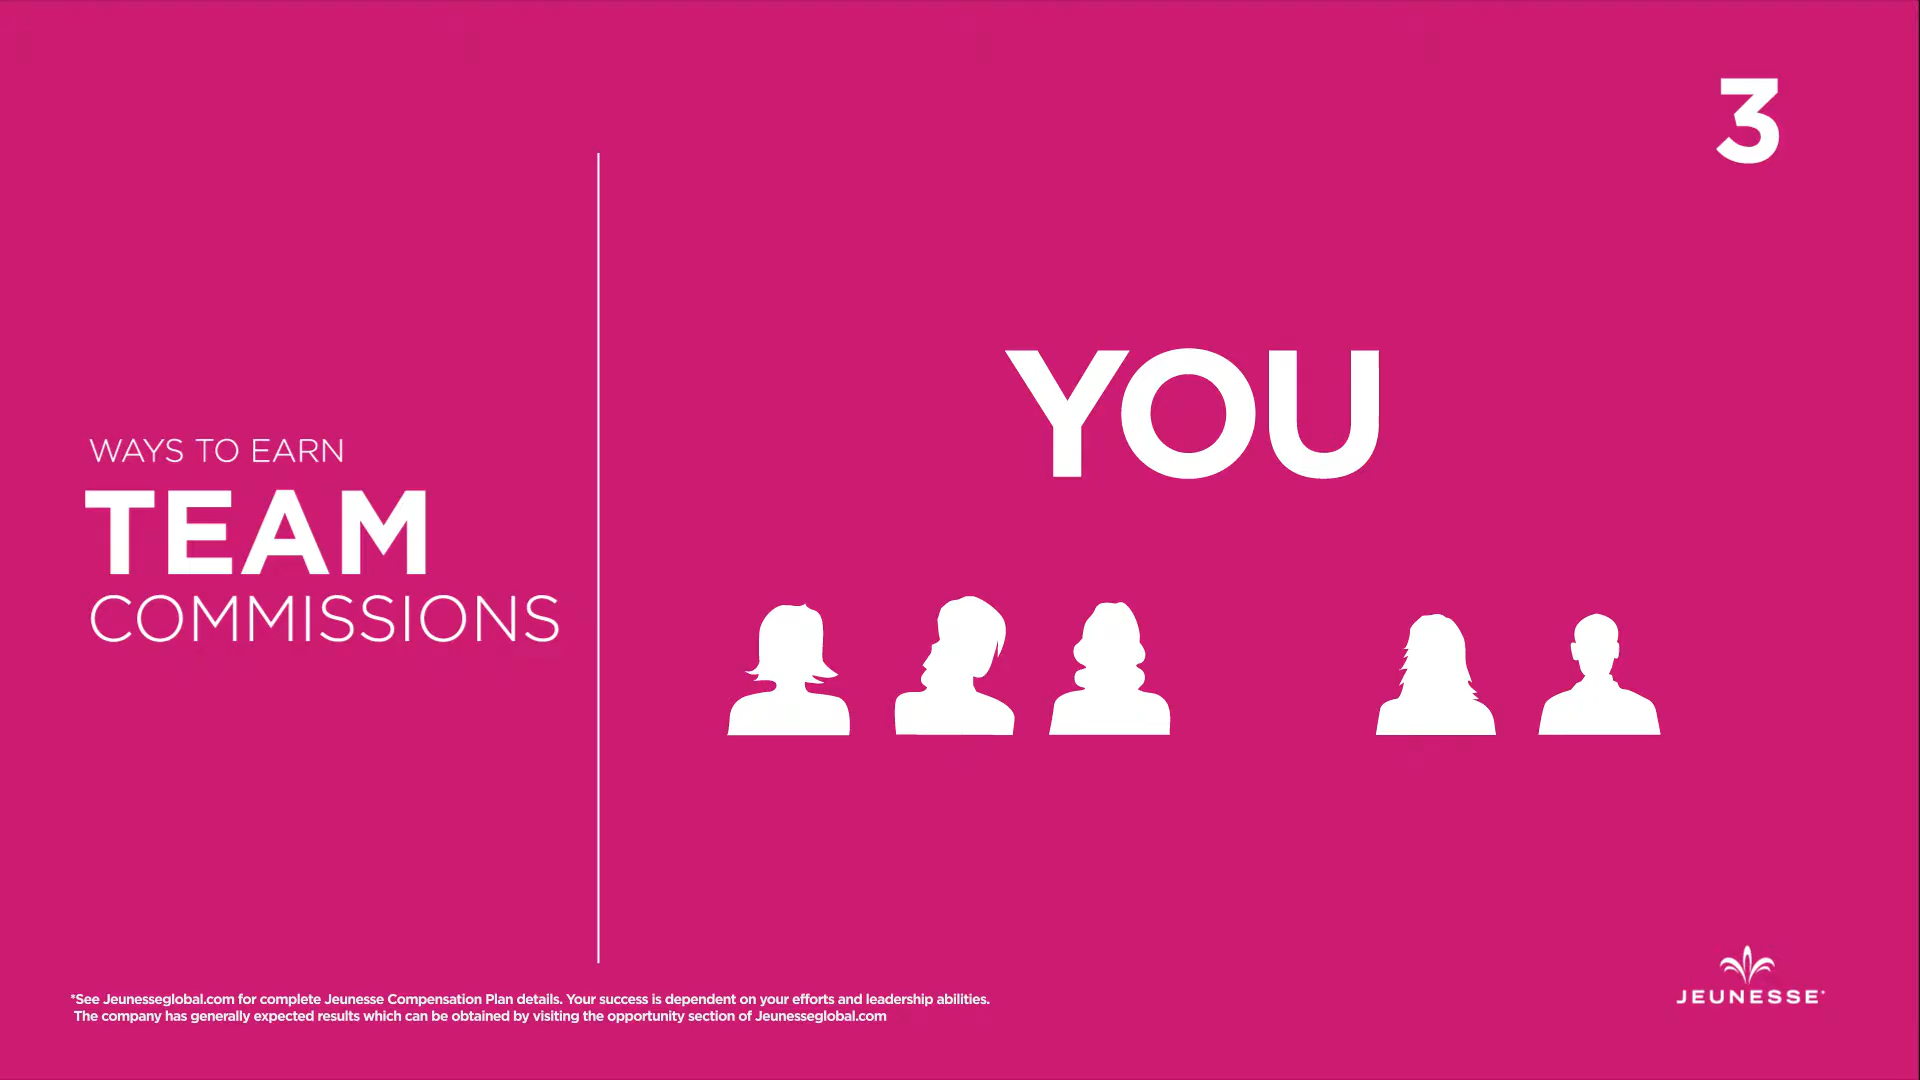 3
YOU
WAYS TO EARN
TEAM
COMMISSIONS
*See Jeunesseglobal.com for complete Jeunesse Compensation Plan details. Your success is dependent on your efforts and leadership abilities.
The company has generally expected results which can be obtained by visiting the opportunity section of Jeunesseglobal.com
JEUNESSE